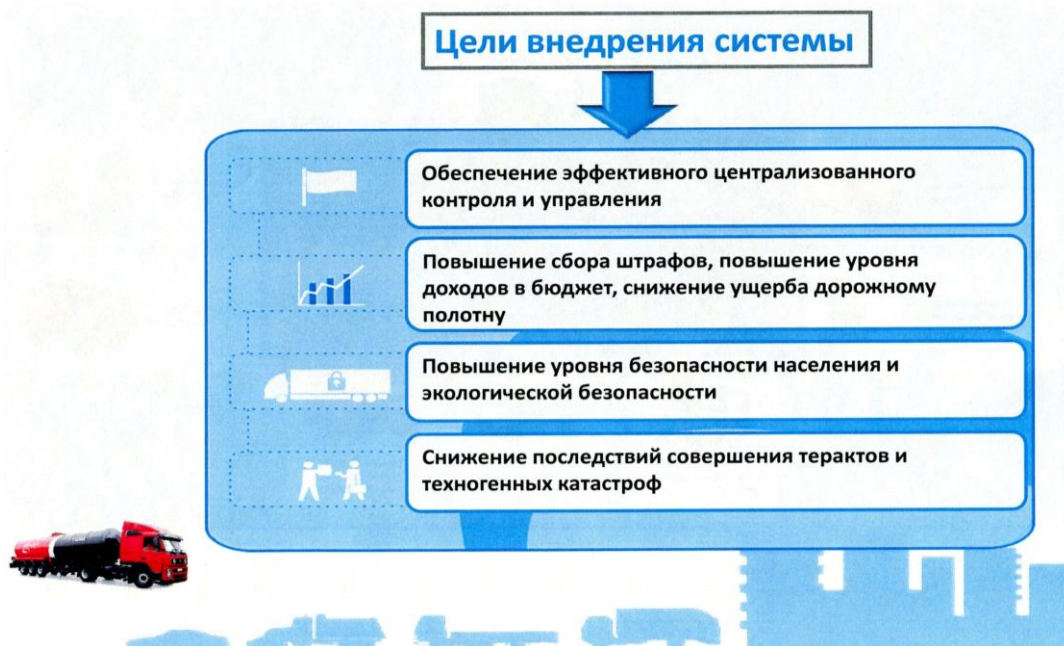 Цели внедрения системы
Обеспечение эффективного централизованного
контроля и управления
Повышение сбора штрафов, повышение уровня
доходов в бюджет, снижение ущерба дорожному
полотну
Повышение уровня безопасности населения и
экологической безопасности
Снижение последствий совершения терактов и
техногенных катастроф